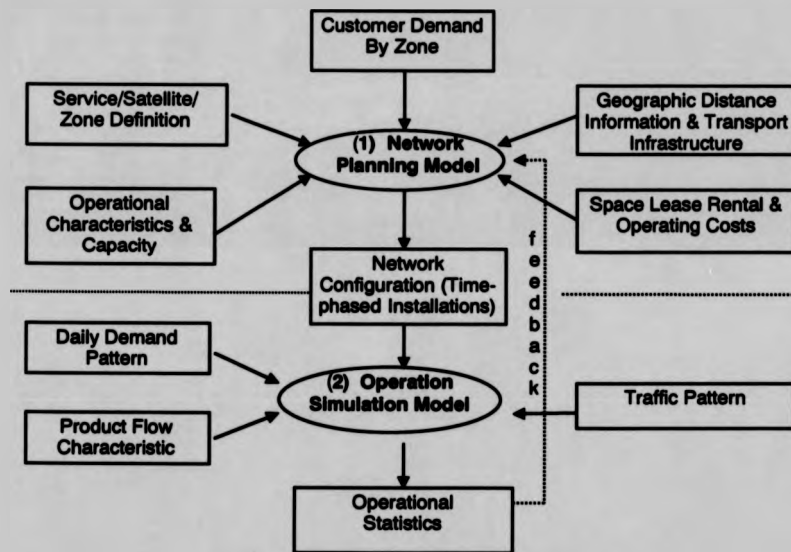 Customer Demand
By Zone
Service/Satellite/
Zone Definition
Geographic Distance
Information & Transport
Infrastructure
(1) Network
Planning Model
Operational
Characteristics &
Capacity
Space Lease Rental &
Operating Costs
Network
Configuration (Time-
phased Installations)
feedback
Daily Demand
Pattern
(2) Operation
Simulation Model
Traffic Pattern
Product Flow
Characteristic
Operational
Statistics